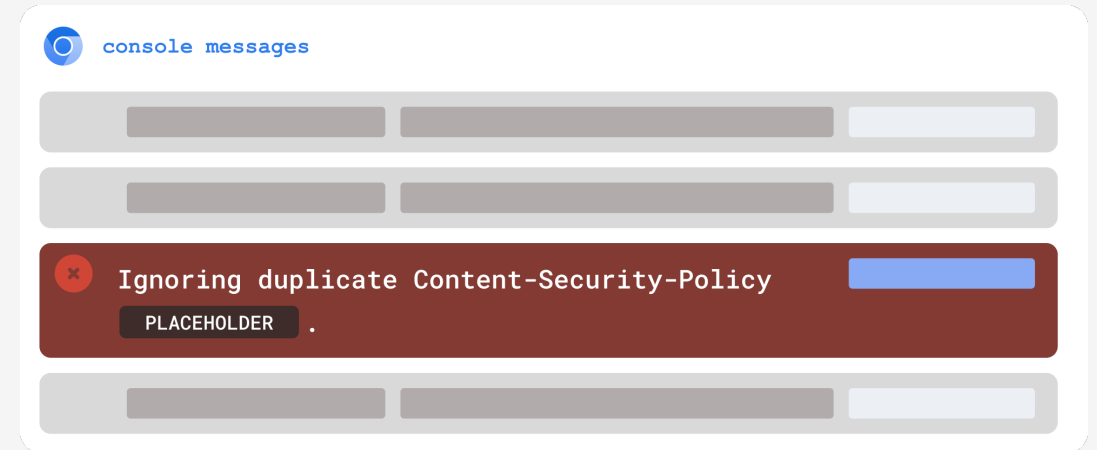 console messages
Ignoring duplicate Content-Security-Policy
PLACEHOLDER .